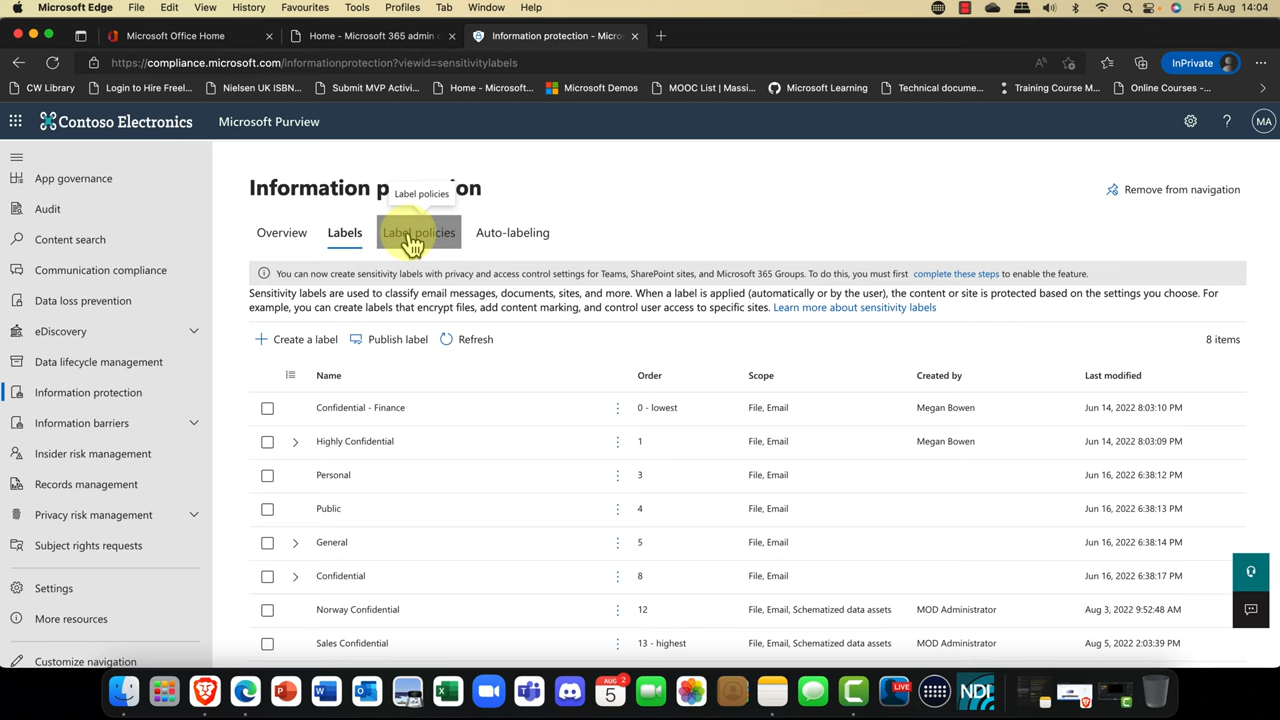 Microsoft Edge File Edit View History Favourites Tools Profiles Tab Window Help Fri 5 Aug 14:04
Microsoft Office Home Home - Microsoft 365 admin c Information protection - Micros
https://compliance.microsoft.com/informationprotection?viewid=sensitivitylabels InPrivate
CW Library Login to Hire Freel... Nielsen UK ISBN... Submit MVP Activi... Home - Microsoft... Microsoft Demos MOOC List | Massi... Microsoft Learning Technical docume... Training Course M... Online Courses -...
Contoso Electronics Microsoft Purview ? MA
App governance
Audit
Content search
Communication compliance
Data loss prevention
eDiscovery
Data lifecycle management
Information protection
Information barriers
Insider risk management
Records management
Privacy risk management
Subject rights requests
Settings
More resources
Customize navigation
Information p on
Label policies
Remove from navigation
Overview Labels Label policies Auto-labeling
You can now create sensitivity labels with privacy and access control settings for Teams, SharePoint sites, and Microsoft 365 Groups. To do this, you must first complete these steps to enable the feature.
Sensitivity labels are used to classify email messages, documents, sites, and more. When a label is applied (automatically or by the user), the content or site is protected based on the settings you choose. For
example, you can create labels that encrypt files, add content marking, and control user access to specific sites. Learn more about sensitivity labels
Create a label Publish label Refresh 8 items
Name Order Scope Created by Last modified
Confidential - Finance 0 - lowest File, Email Megan Bowen Jun 14, 2022 8:03:10 PM
Highly Confidential 1 File, Email Megan Bowen Jun 14, 2022 8:03:09 PM
Personal 3 File, Email Jun 16, 2022 6:38:12 PM
Public 4 File, Email Jun 16, 2022 6:38:13 PM
General 5 File, Email Jun 16, 2022 6:38:14 PM
Confidential 8 File, Email Jun 16, 2022 6:38:17 PM
Norway Confidential 12 File, Email, Schematized data assets MOD Administrator Aug 3, 2022 9:52:48 AM
Sales Confidential 13 - highest File, Email, Schematized data assets MOD Administrator Aug 5, 2022 2:03:39 PM
AUG 5 2
LIVE
NDI